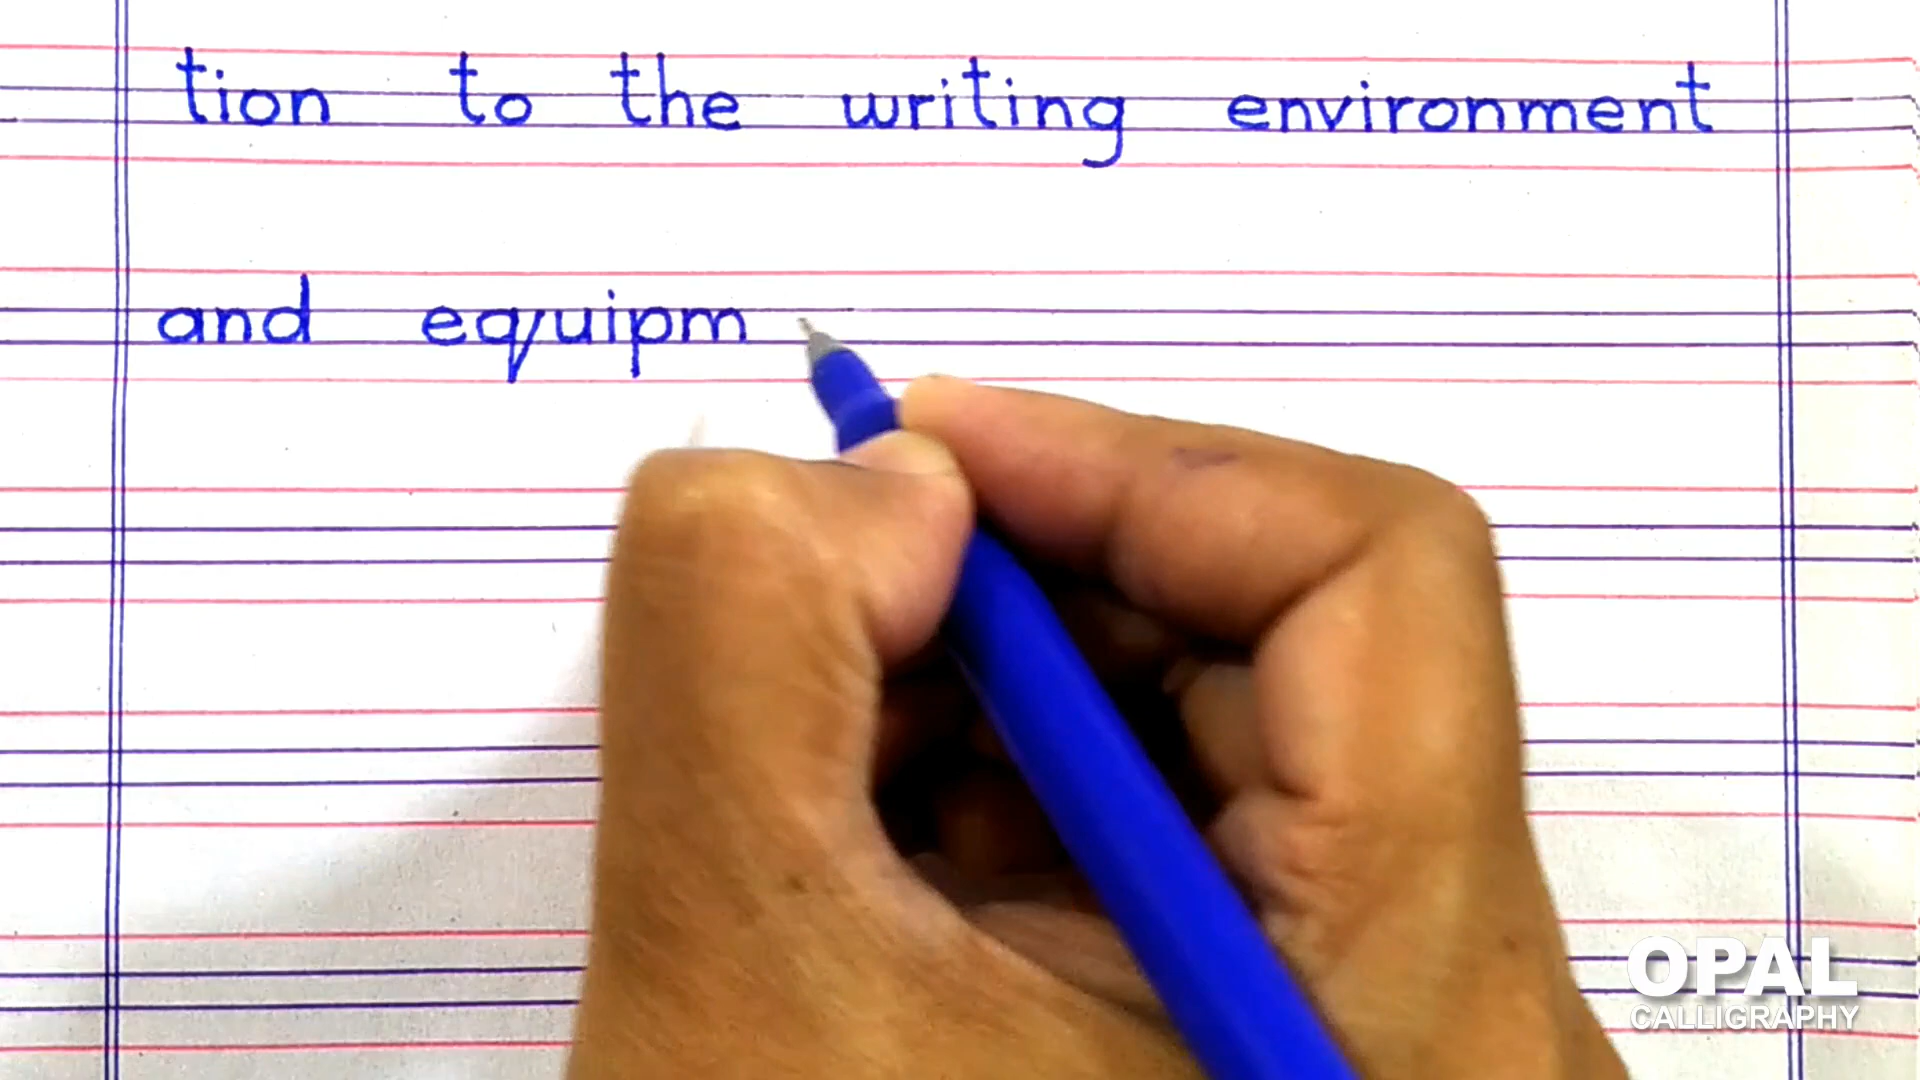 tion to the writing environment
and equipm
OPAL
CALLIGRAPHY